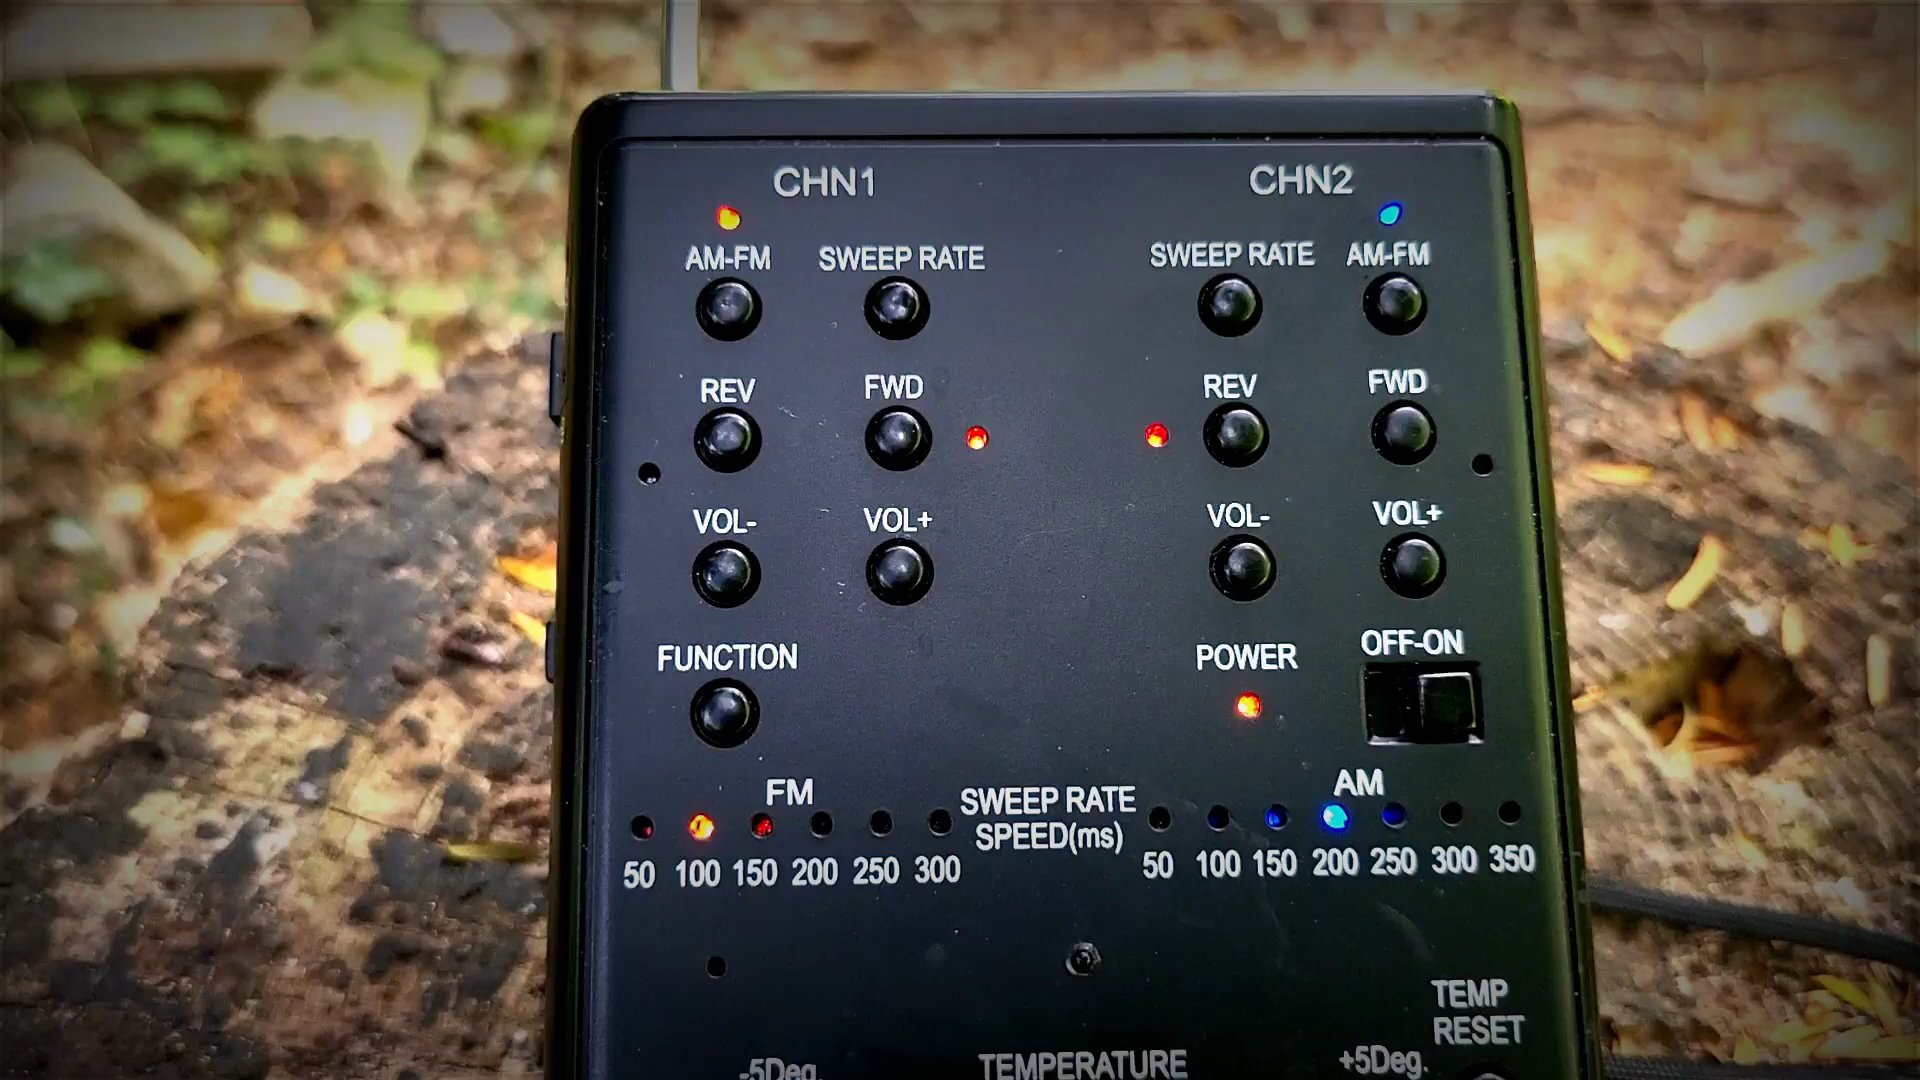 CHN1 CHN2
AM-FM SWEEP RATE SWEEP RATE AM-FM
REV FWD REV FWD
VOL- VOL+ VOL- VOL+
FUNCTION POWER OFF-ON
FM SWEEP RATE AM
SPEED(ms)
50 100 150 200 250 300 50 100 150 200 250 300 350
TEMP
RESET
-5Deg. TEMPERATURE +5Deg.